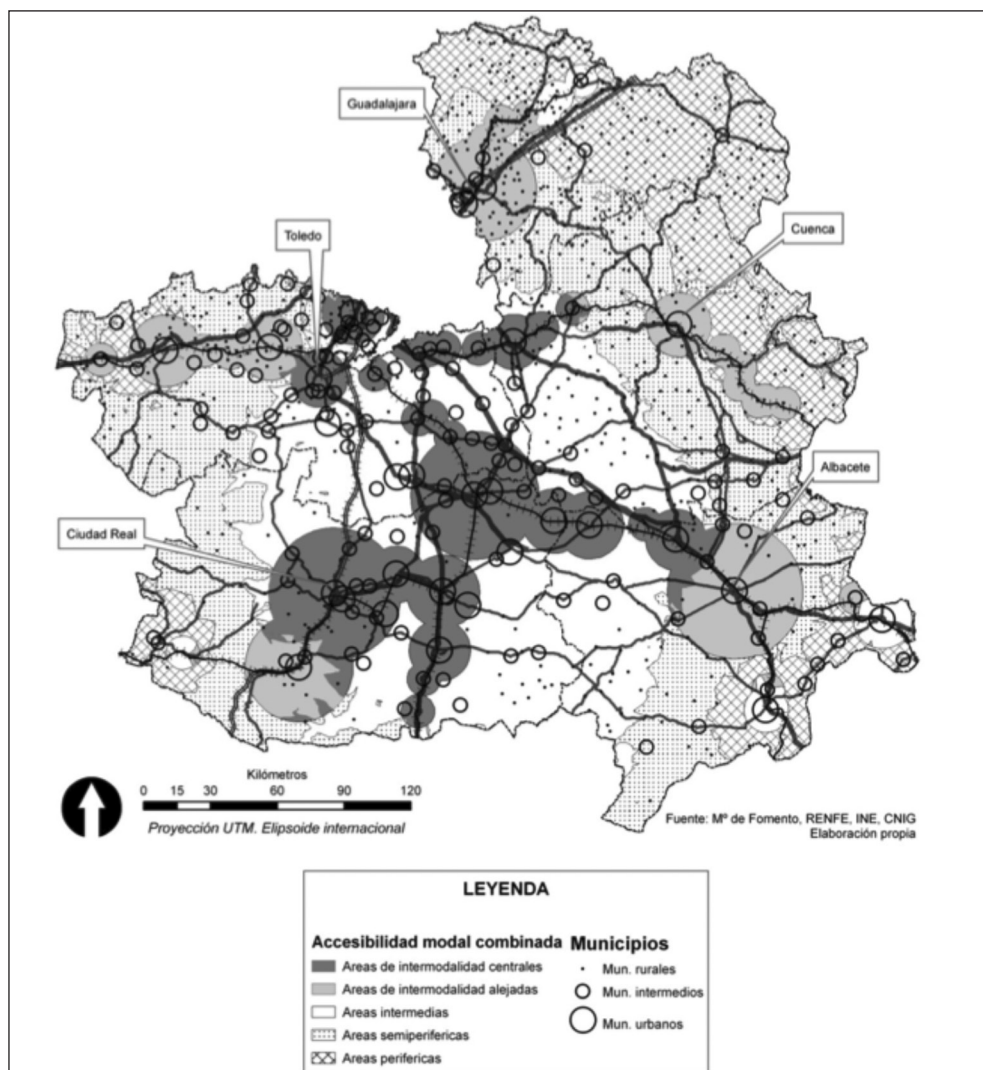 Guadalajara
Toledo
Cuenca
Albacete
Ciudad Real
Kilómetros
0 15 30 60 90 120
Proyección UTM. Elipsoide internacional
Fuente: Mº de Fomento, RENFE, INE, CNIG
Elaboración propia
LEYENDA
Accesibilidad modal combinada
Areas de intermodalidad centrales
Areas de intermodalidad alejadas
Areas intermedias
Areas semiperifericas
Areas perifericas
Municipios
Mun. rurales
Mun. intermedios
Mun. urbanos